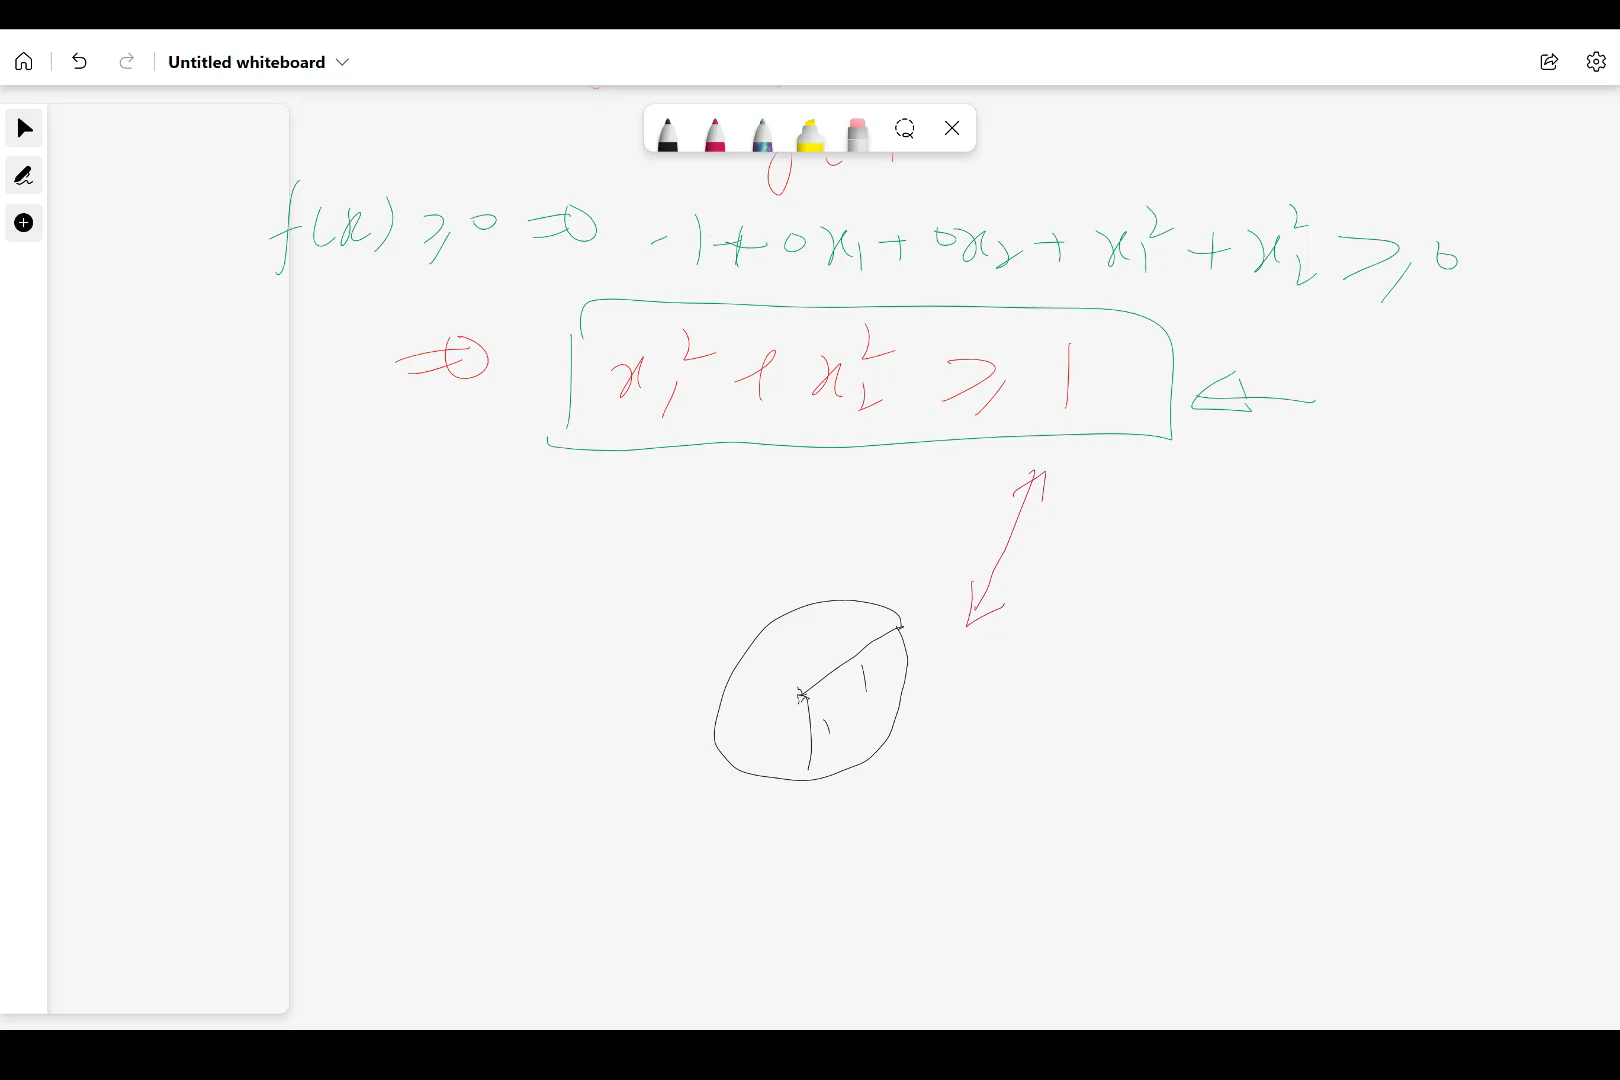 Untitled whiteboard
f(x) ≥ 0 ⇒ -1 + 0x₁ + 0x₂ + x₁² + x₂² ≥ 0
⇒ x₁² + x₂² ≥ 1
1
1